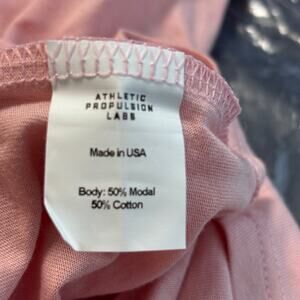 ATHLETIC
PROPULSION
LABS
Made in USA
Body: 50% Modal
50% Cotton